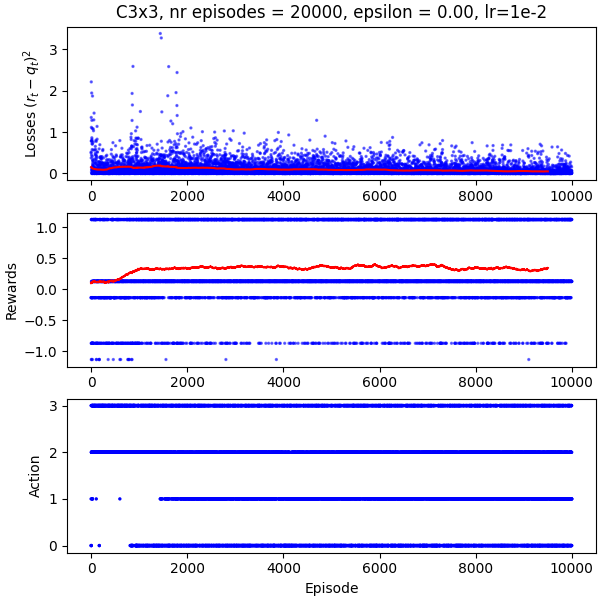 C3x3, nr episodes = 20000, epsilon = 0.00, lr=1e-2
Losses $(r_t - q_t)^2$
3
2
1
0
0 2000 4000 6000 8000 10000
Rewards
1.0
0.5
0.0
−0.5
−1.0
0 2000 4000 6000 8000 10000
Action
3
2
1
0
0 2000 4000 6000 8000 10000
Episode